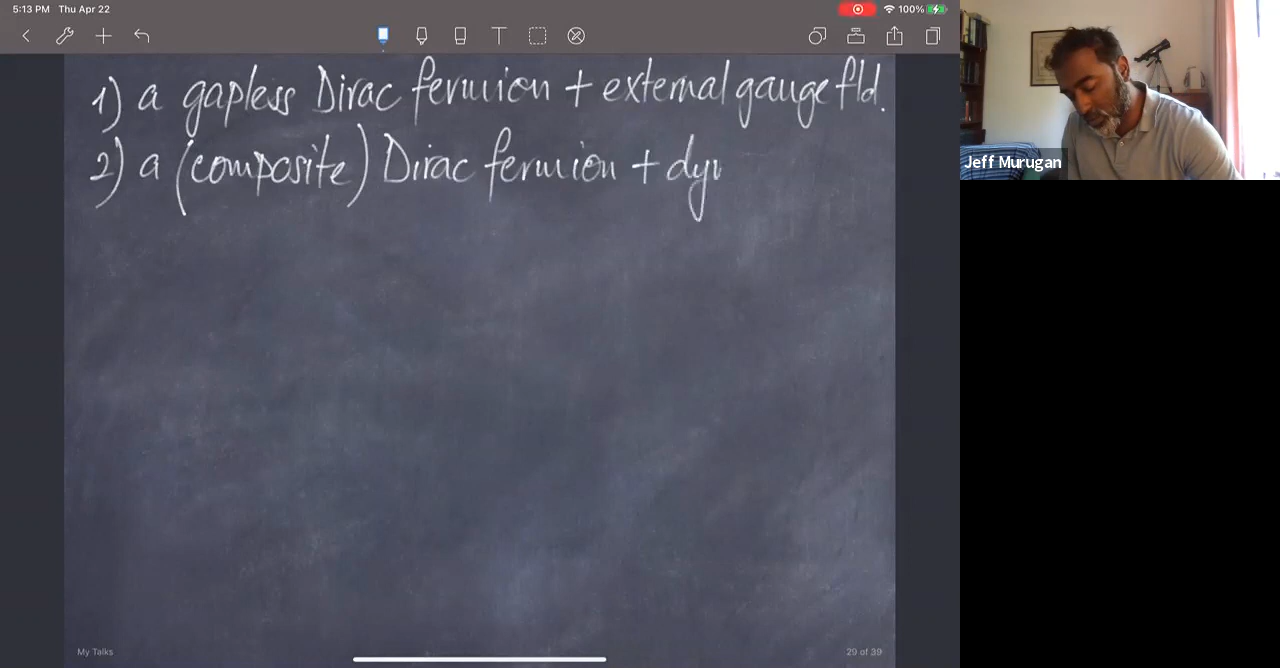 5:13 PM Thu Apr 22
100%
1) a gapless Dirac fermion + external gauge fld.
2) a (composite) Dirac fermion + dyn
Jeff Murugan
My Talks
29 of 39